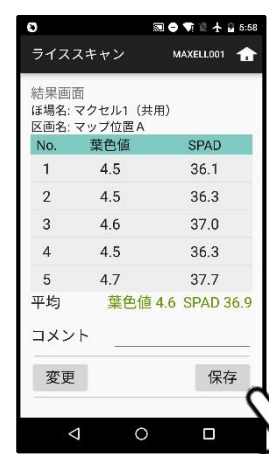 5:58
ライススキャン MAXELL001
結果画面
ほ場名: マクセル1（共用）
区画名: マップ位置A
No. 葉色値 SPAD
1 4.5 36.1
2 4.5 36.3
3 4.6 37.0
4 4.5 36.3
5 4.7 37.7
平均 葉色値 4.6 SPAD 36.9
コメント
変更 保存